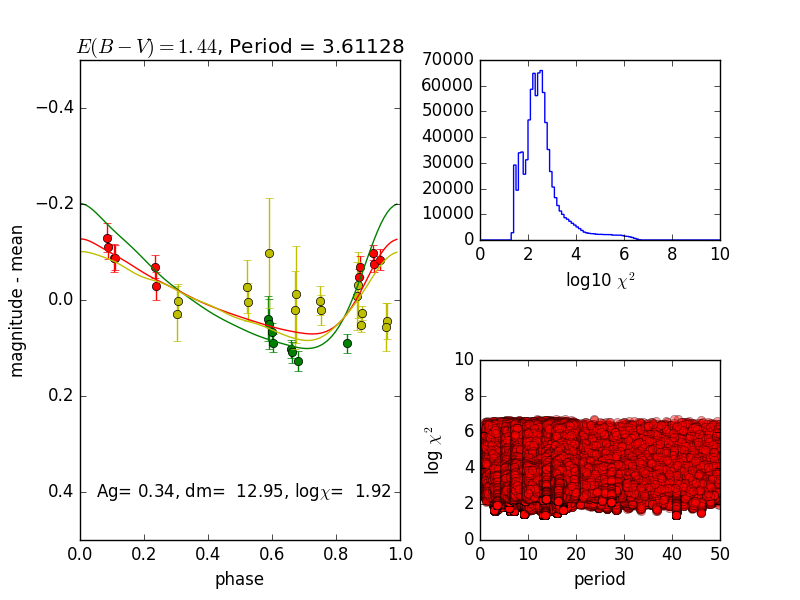 E(B−V)=1.44, Period = 3.61128
−0.4
−0.2
0.0
0.2
0.4
magnitude - mean
Ag= 0.34, dm=  12.95, logχ=  1.92
0.0 0.2 0.4 0.6 0.8 1.0
phase
70000
60000
50000
40000
30000
20000
10000
0
0 2 4 6 8 10
log10 χ²
10
8
6
4
2
0
log χ²
0 10 20 30 40 50
period